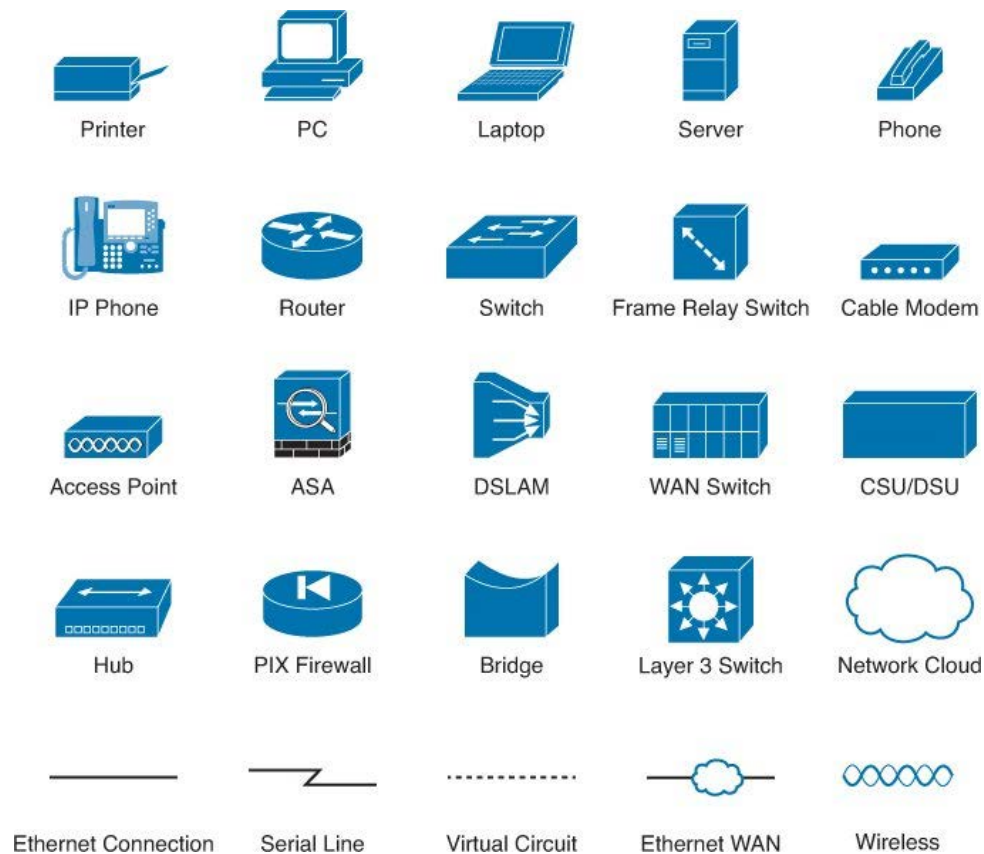 Printer
PC
Laptop
Server
Phone
IP Phone
Router
Switch
Frame Relay Switch
Cable Modem
Access Point
ASA
DSLAM
WAN Switch
CSU/DSU
Hub
PIX Firewall
Bridge
Layer 3 Switch
Network Cloud
Ethernet Connection
Serial Line
Virtual Circuit
Ethernet WAN
Wireless